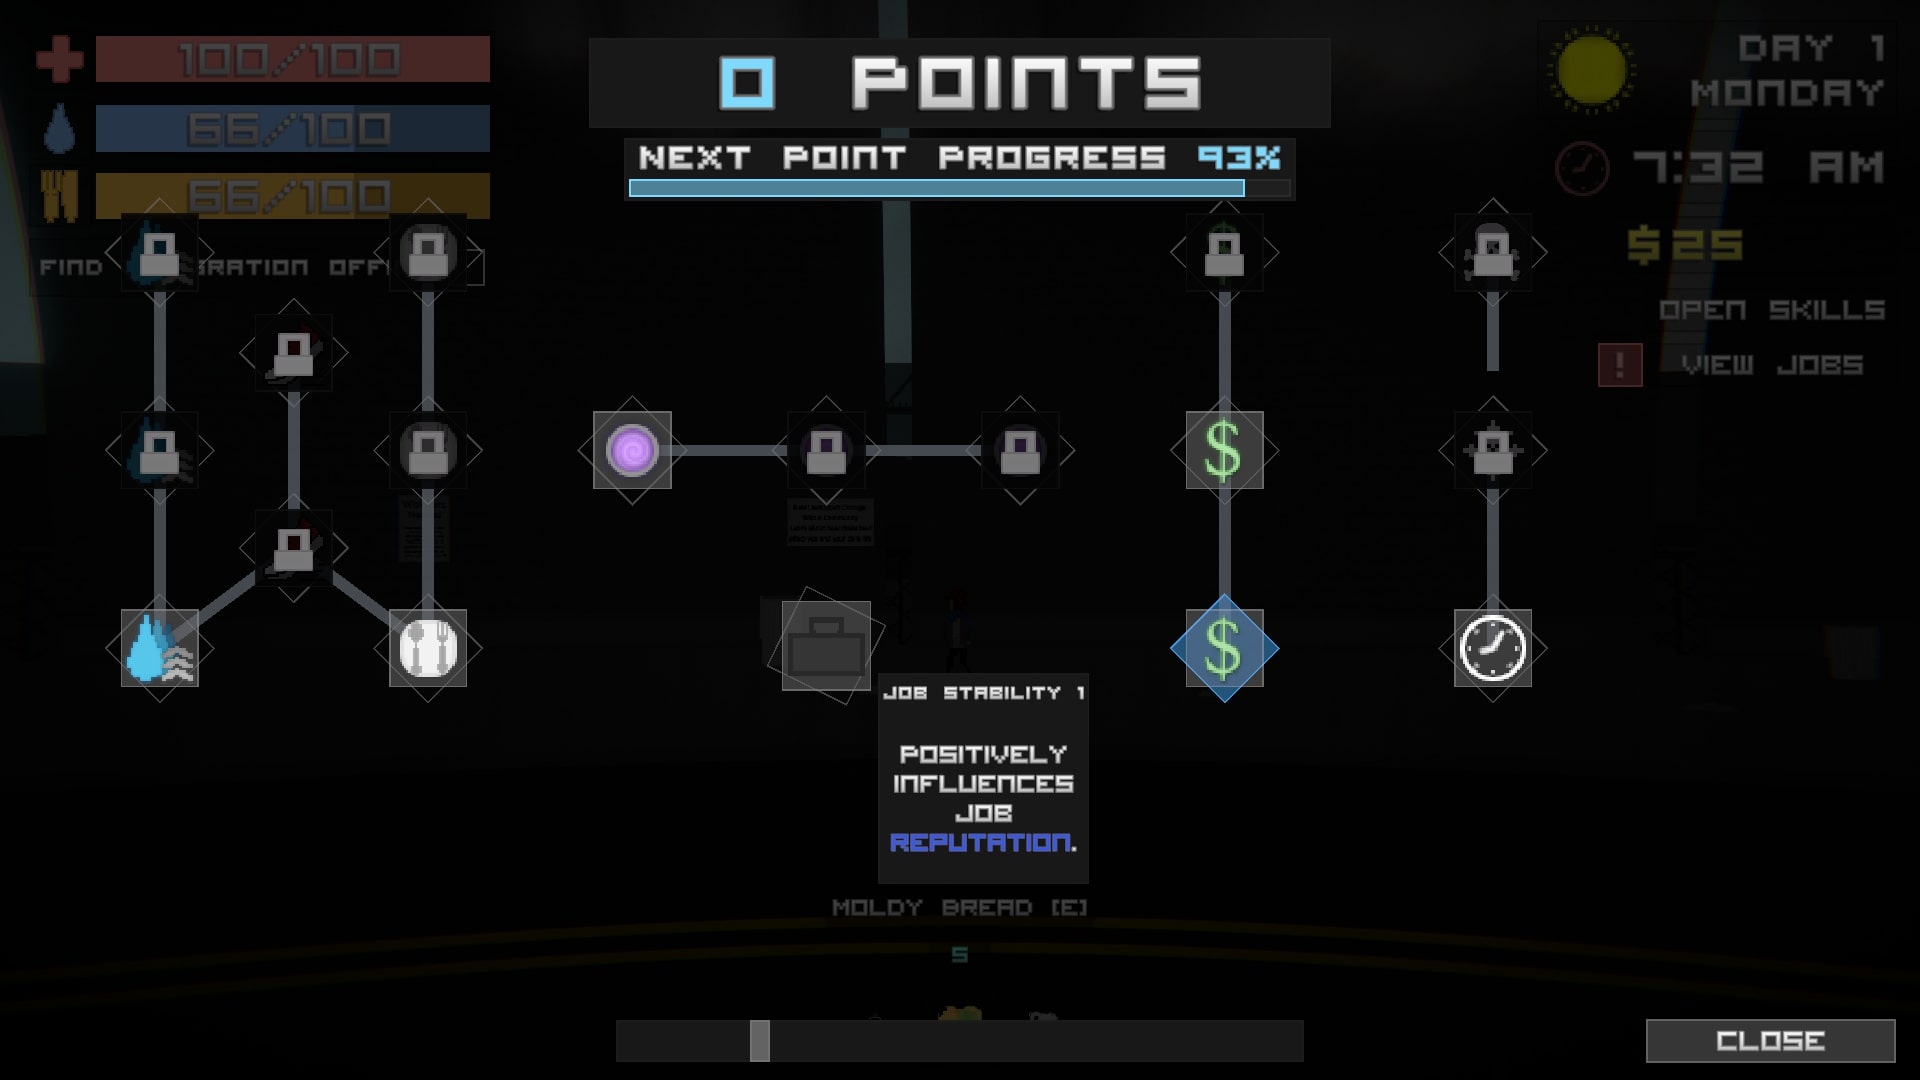 100/100
66/100
66/100
0 POINTS
NEXT POINT PROGRESS 93%
DAY 1
MONDAY
7:32 AM
$25
OPEN SKILLS
! VIEW JOBS
FIND
JOB STABILITY 1
POSITIVELY
INFLUENCES
JOB
REPUTATION.
MOLDY BREAD [E]
S
CLOSE